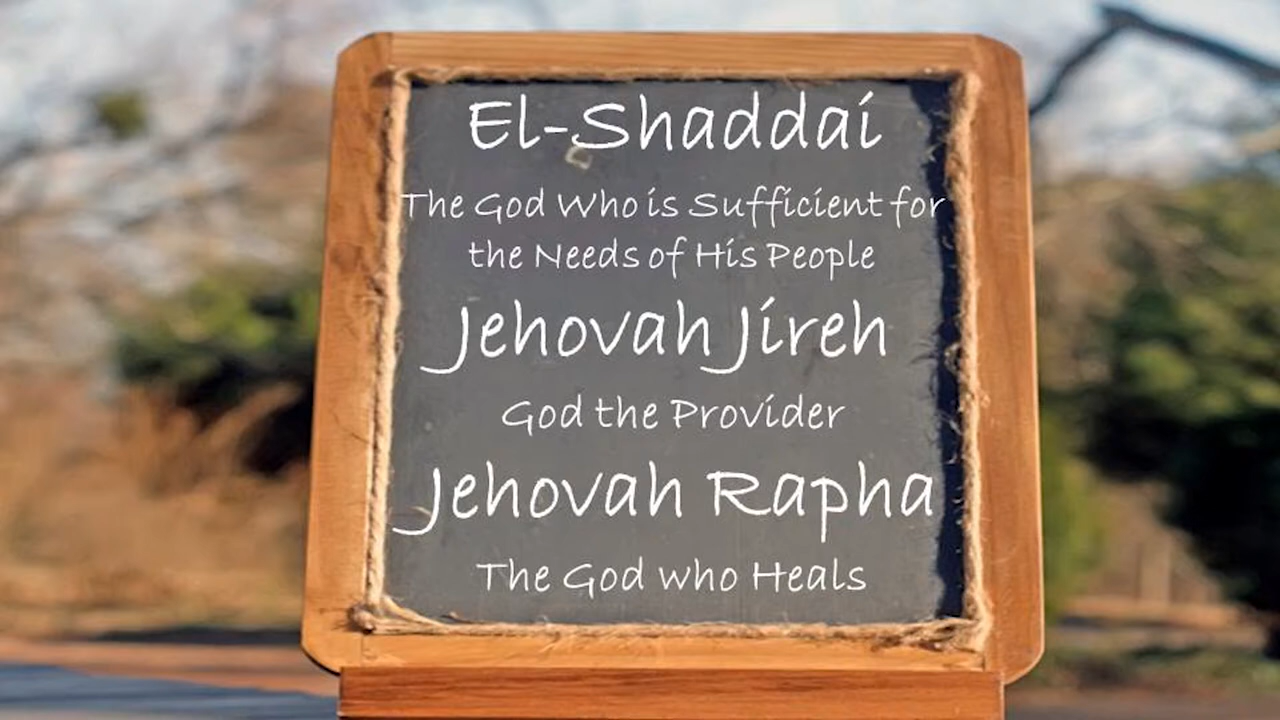 El-Shaddai
The God Who is Sufficient for
the Needs of His People
Jehovah Jireh
God the Provider
Jehovah Rapha
The God who Heals